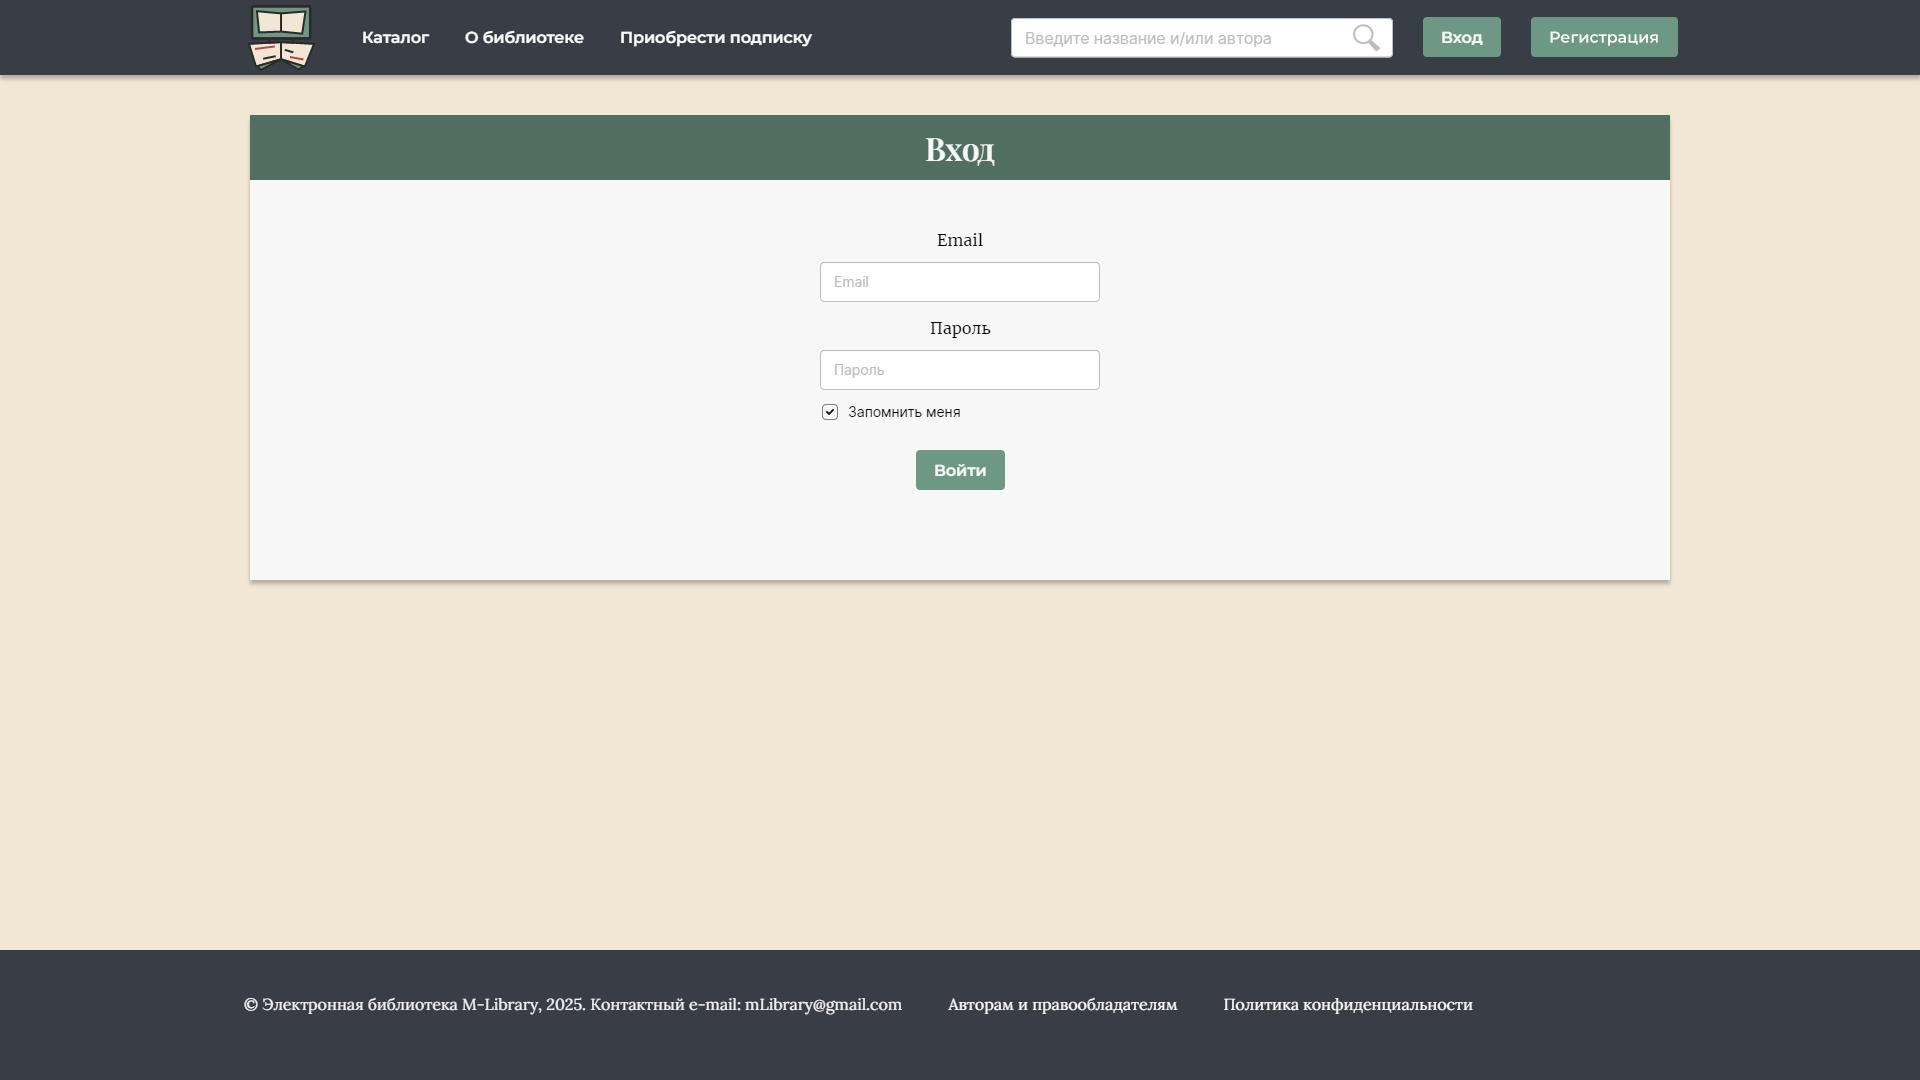 Каталог
О библиотеке
Приобрести подписку
Введите название и/или автора
Вход
Регистрация
Вход
Email
Email
Пароль
Пароль
Запомнить меня
Войти
© Электронная библиотека M-Library, 2025. Контактный e-mail: mLibrary@gmail.com
Авторам и правообладателям
Политика конфиденциальности